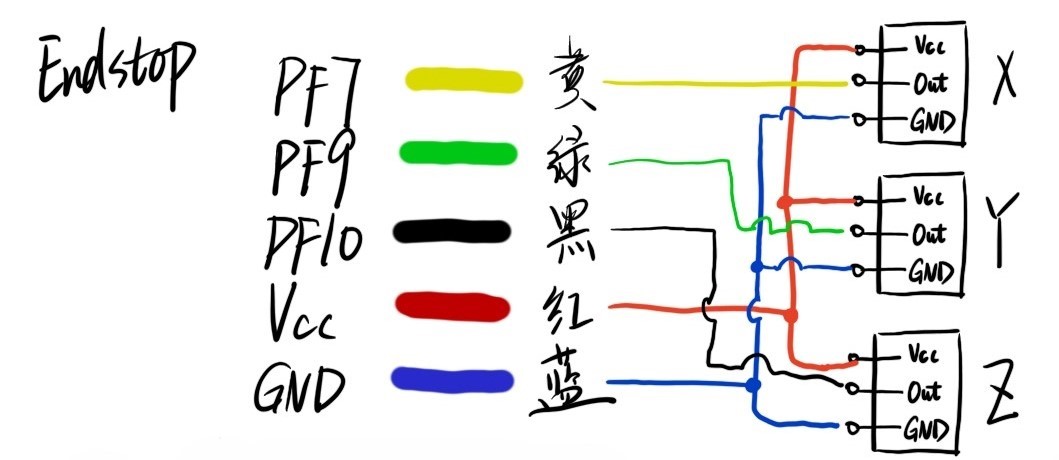 Endstop
PF7 黄
PF9 绿
PF10 黑
Vcc 红
GND 蓝
Vcc
Out
GND
X
Vcc
Out
GND
Y
Vcc
Out
GND
Z